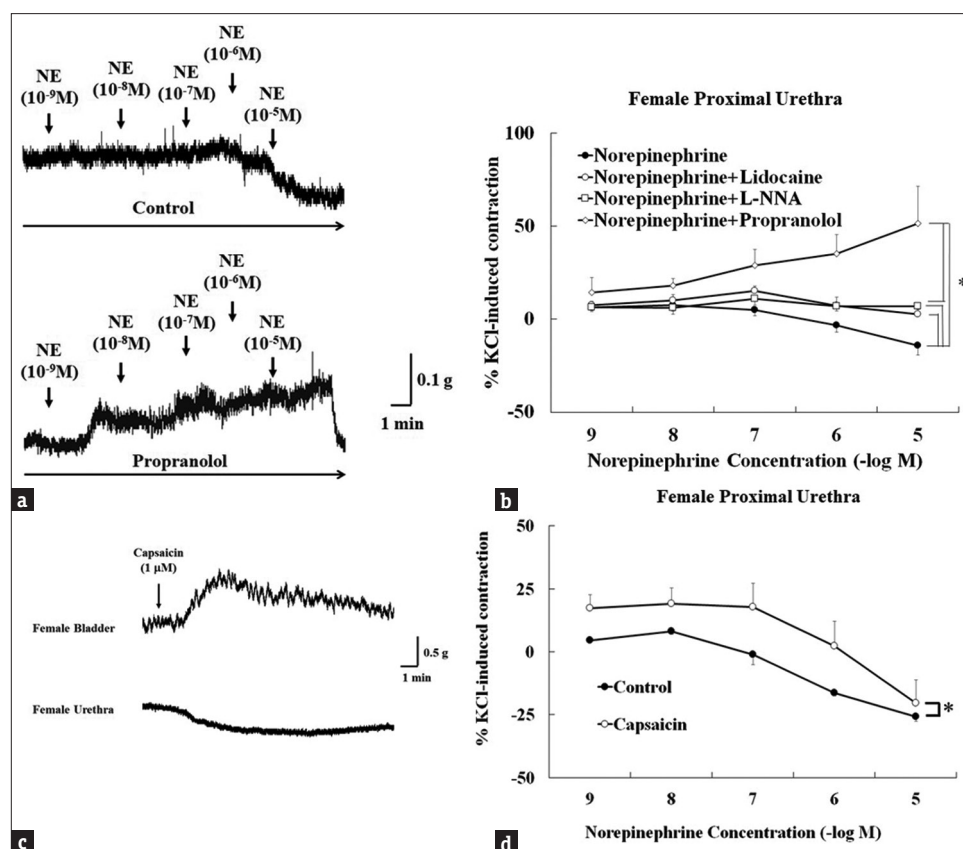 NE
(10-9M)
NE
(10-8M)
NE
(10-7M)
NE
(10-6M)
NE
(10-5M)
Control
NE
(10-9M)
NE
(10-8M)
NE
(10-7M)
NE
(10-6M)
NE
(10-5M)
Propranolol
0.1 g
1 min
a
Female Proximal Urethra
% KCl-induced contraction
100
50
0
-50
Norepinephrine
Norepinephrine+Lidocaine
Norepinephrine+L-NNA
Norepinephrine+Propranolol
*
9 8 7 6 5
Norepinephrine Concentration (-log M)
b
Capsaicin
(1 µM)
Female Bladder
0.5 g
1 min
Female Urethra
c
Female Proximal Urethra
% KCl-induced contraction
50
25
0
-25
-50
Control
Capsaicin
*
9 8 7 6 5
Norepinephrine Concentration (-log M)
d